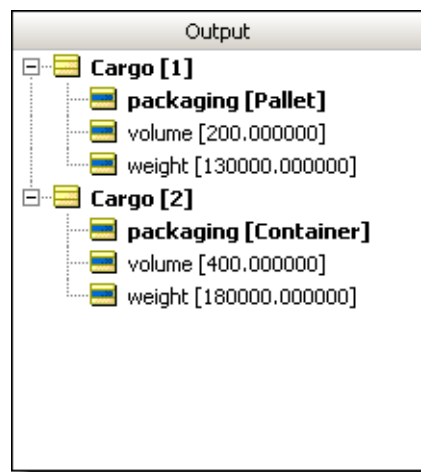 Output
Cargo [1]
packaging [Pallet]
volume [200.000000]
weight [130000.000000]
Cargo [2]
packaging [Container]
volume [400.000000]
weight [180000.000000]